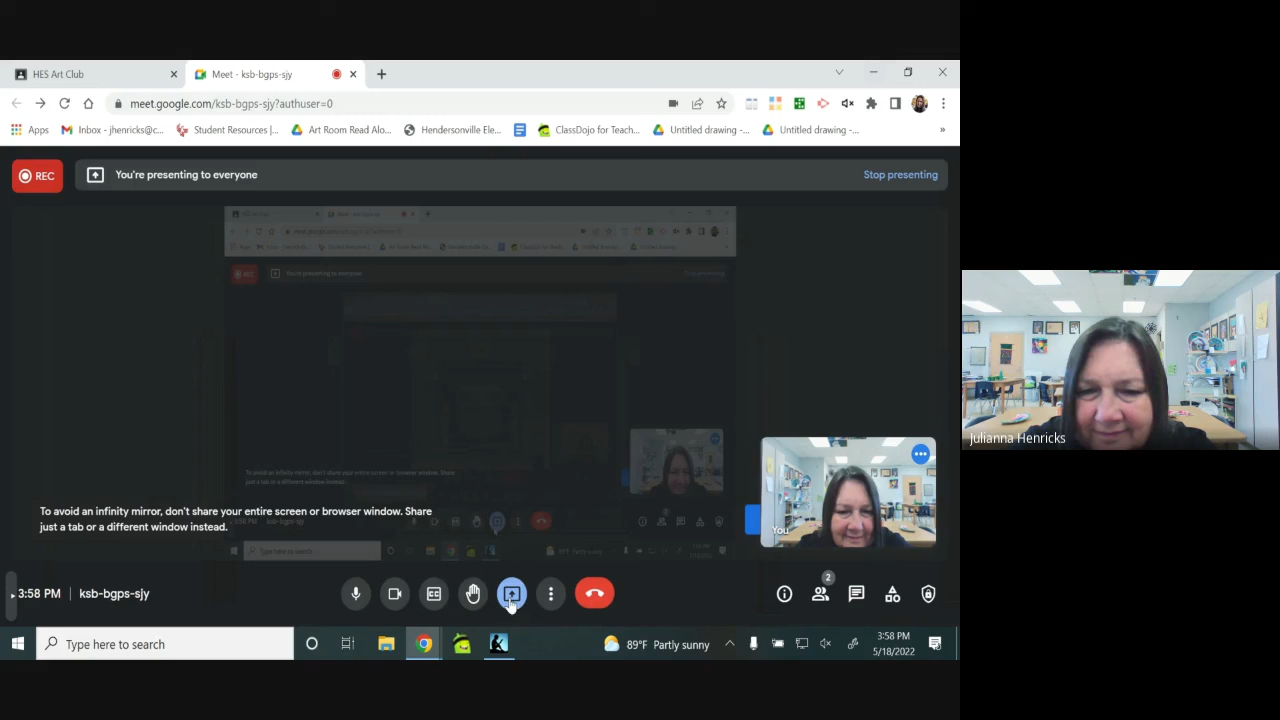 HES Art Club
Meet - ksb-bgps-sjy
meet.google.com/ksb-bgps-sjy?authuser=0
Apps
Inbox - jhenricks@c...
Student Resources |...
Art Room Read Alo...
Hendersonville Ele...
ClassDojo for Teach...
Untitled drawing -...
Untitled drawing -...
»
REC
You're presenting to everyone
Stop presenting
To avoid an infinity mirror, don't share your entire screen or browser window. Share
just a tab or a different window instead.
You
Julianna Henricks
3:58 PM | ksb-bgps-sjy
2
Type here to search
89°F Partly sunny
3:58 PM
5/18/2022